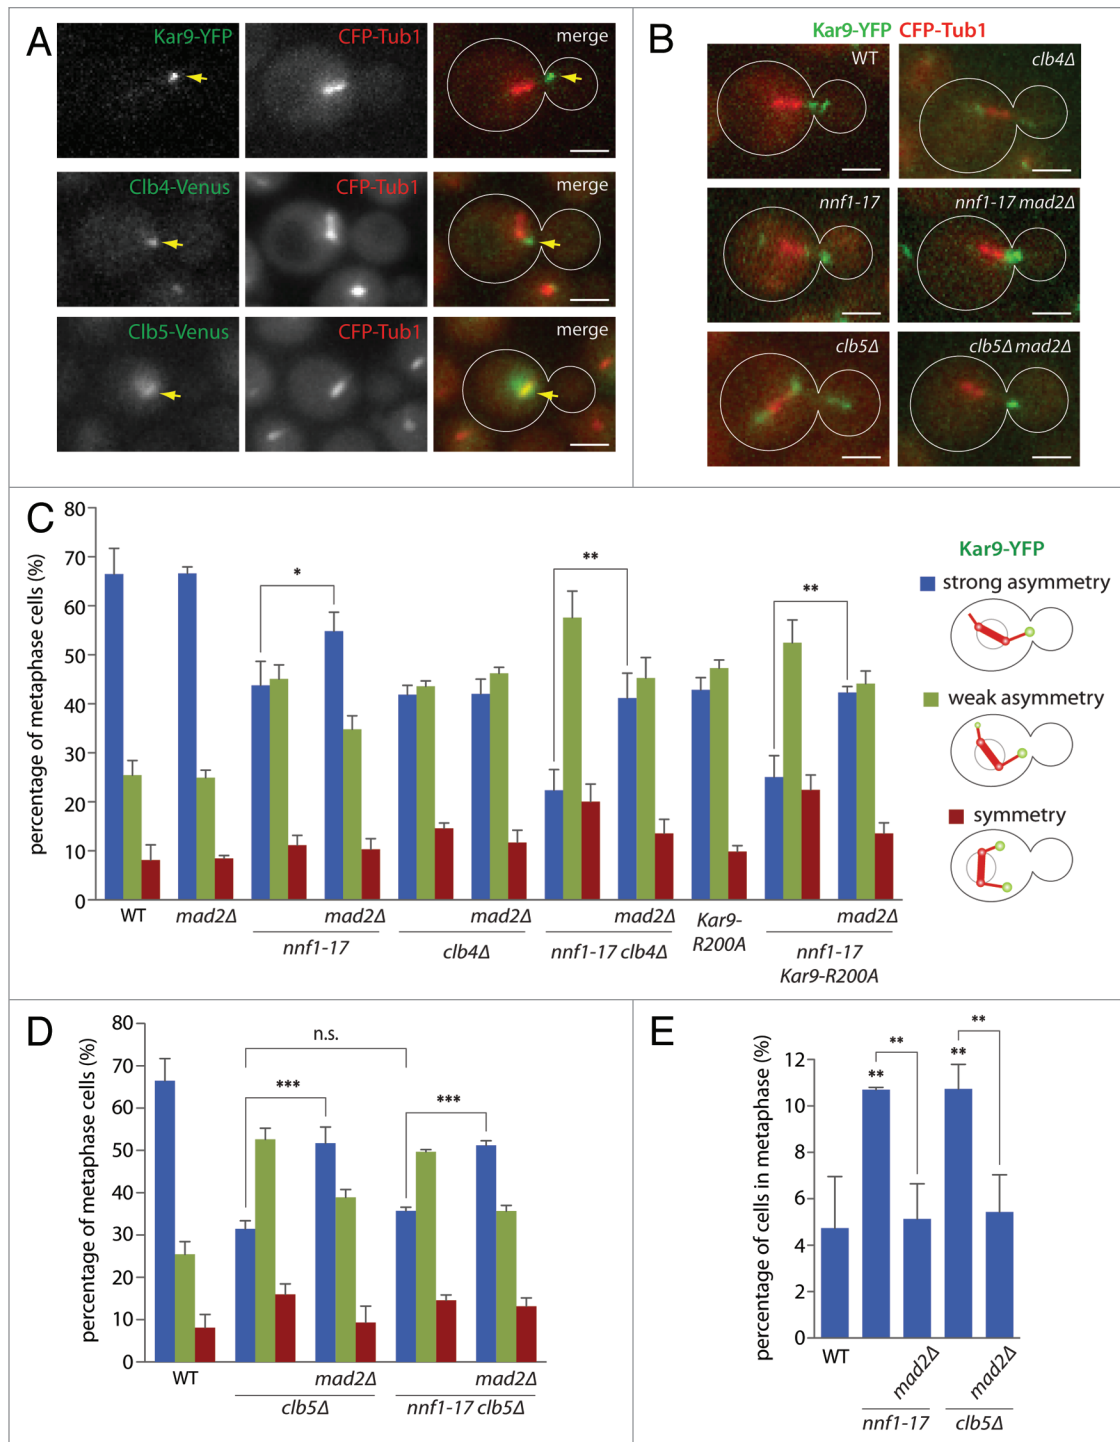 A
Kar9-YFP
CFP-Tub1
merge
Clb4-Venus
CFP-Tub1
merge
Clb5-Venus
CFP-Tub1
merge
B
Kar9-YFP CFP-Tub1
WT
clb4Δ
nnf1-17
nnf1-17 mad2Δ
clb5Δ
clb5Δ mad2Δ
C
percentage of metaphase cells (%)
80
70
60
50
40
30
20
10
0
*
**
**
WT
mad2Δ
mad2Δ
mad2Δ
mad2Δ
Kar9-
R200A
mad2Δ
nnf1-17
clb4Δ
nnf1-17 clb4Δ
nnf1-17
Kar9-R200A
Kar9-YFP
strong asymmetry
weak asymmetry
symmetry
D
percentage of metaphase cells (%)
80
70
60
50
40
30
20
10
0
n.s.
***
***
WT
mad2Δ
mad2Δ
clb5Δ
nnf1-17 clb5Δ
E
percentage of cells in metaphase (%)
12
10
8
6
4
2
0
**
**
**
**
WT
mad2Δ
mad2Δ
nnf1-17
clb5Δ